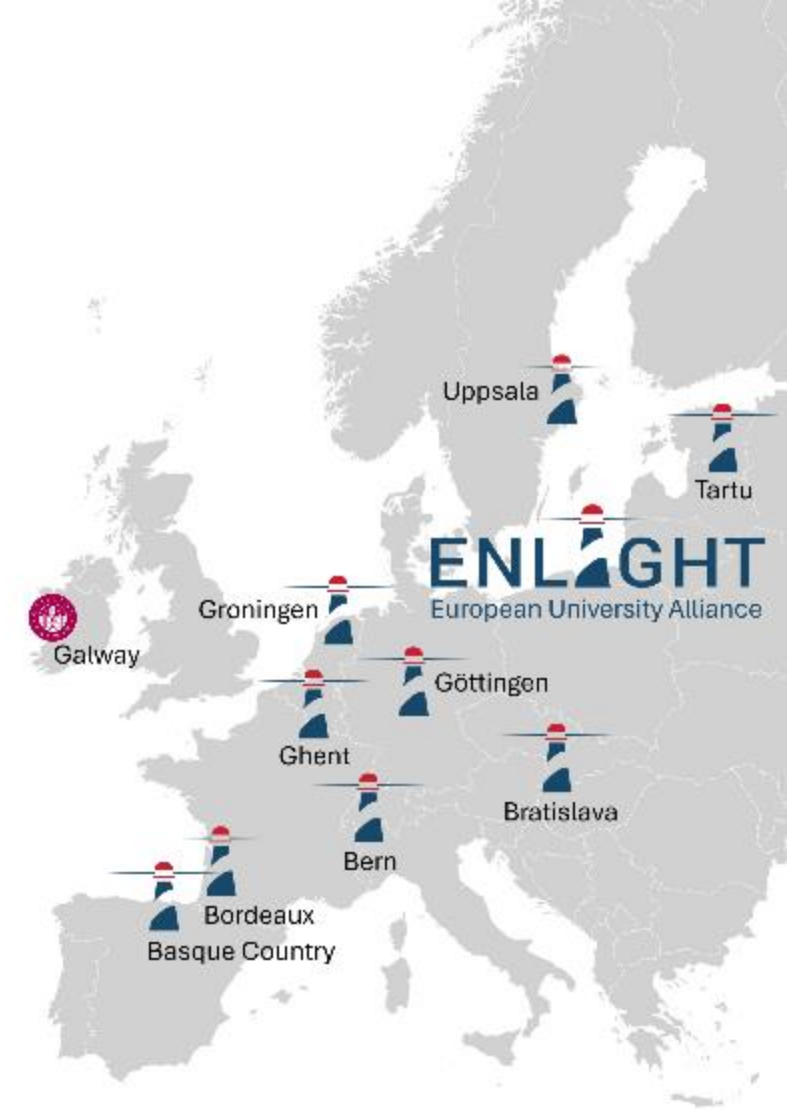 Uppsala
Tartu
ENLIGHT
European University Alliance
Groningen
Galway
Göttingen
Ghent
Bratislava
Bern
Bordeaux
Basque Country